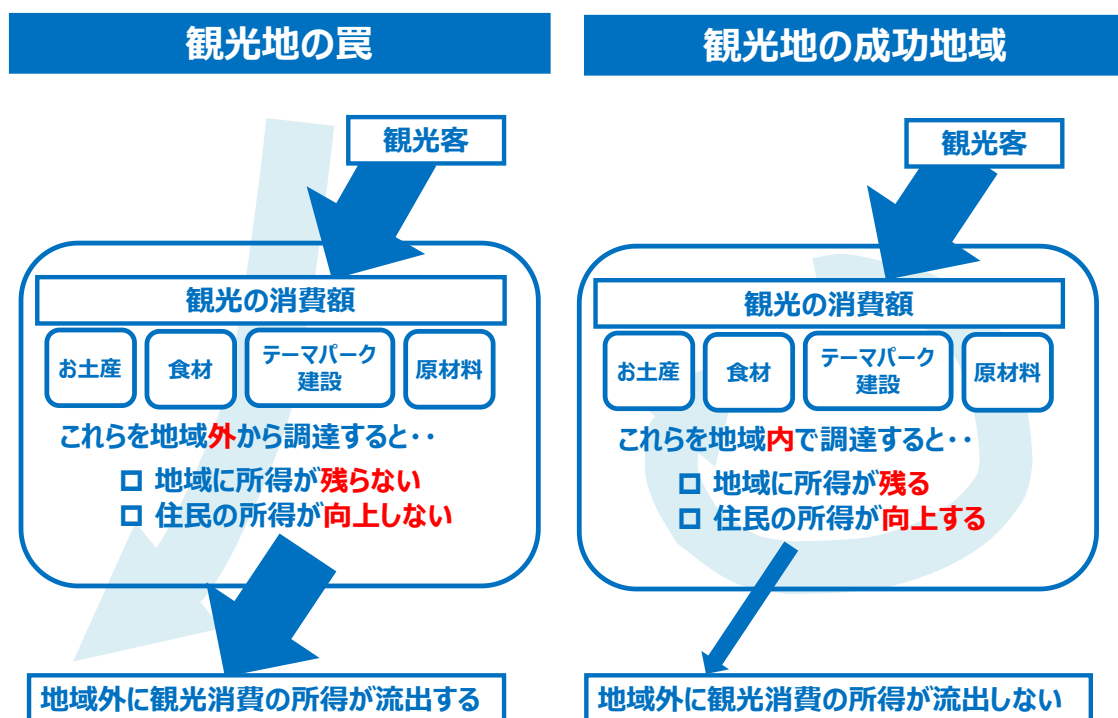 観光地の罠
観光客
観光の消費額
お土産
食材
テーマパーク
建設
原材料
これらを地域外から調達すると・・
□ 地域に所得が残らない
□ 住民の所得が向上しない
地域外に観光消費の所得が流出する
観光地の成功地域
観光客
観光の消費額
お土産
食材
テーマパーク
建設
原材料
これらを地域内で調達すると・・
□ 地域に所得が残る
□ 住民の所得が向上する
地域外に観光消費の所得が流出しない